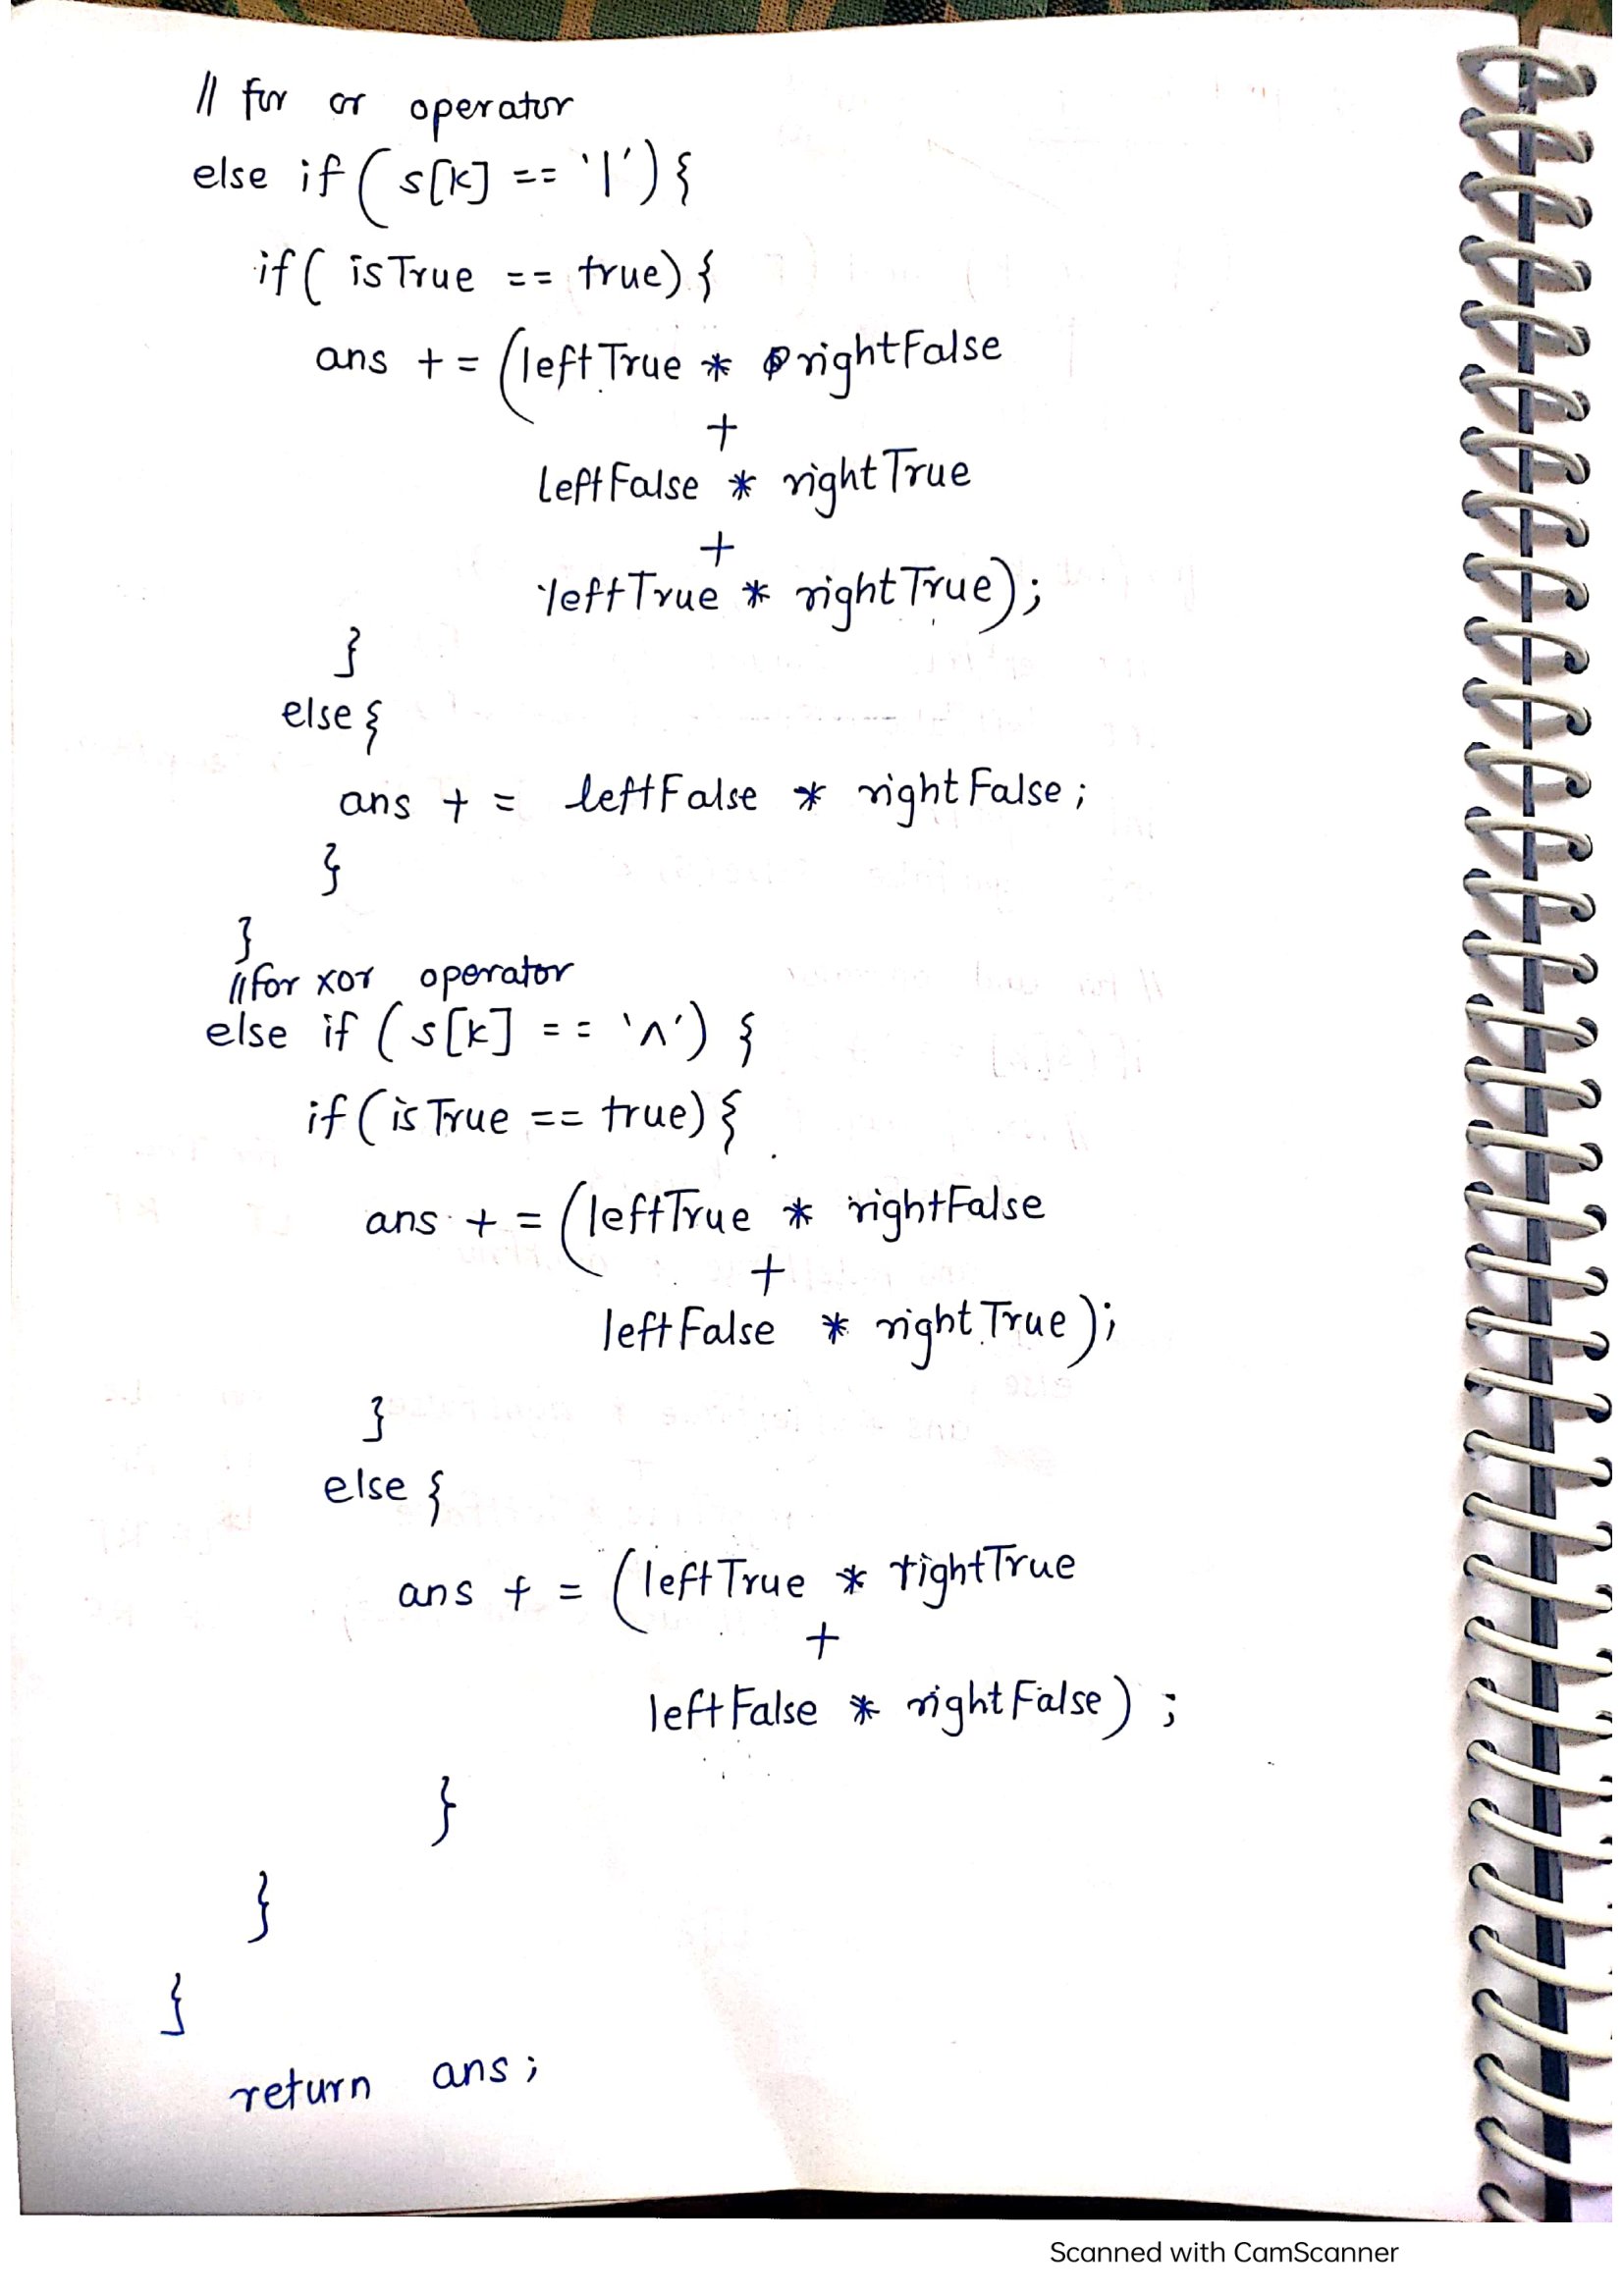 // for or operator
else if ( s[k] == '|' ) {
if ( isTrue == true) {
ans += (leftTrue * rightFalse
+
leftFalse * rightTrue
+
leftTrue * rightTrue);
}
else {
ans += leftFalse * rightFalse ;
}
}
// for xor operator
else if ( s[k] == '^' ) {
if ( isTrue == true) {
ans += (leftTrue * rightFalse
+
leftFalse * rightTrue );
}
else {
ans += (leftTrue * rightTrue
+
leftFalse * rightFalse) ;
}
}
}
return ans ;
Scanned with CamScanner